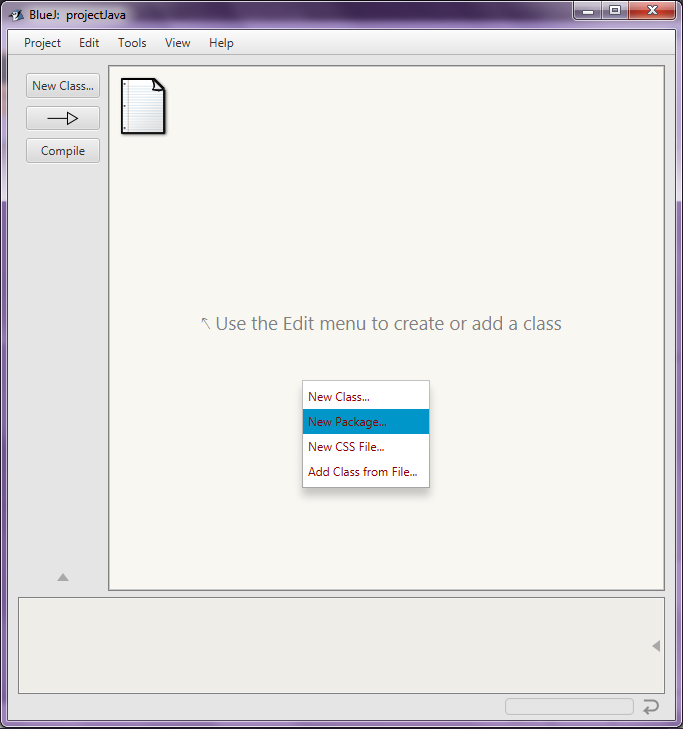 BlueJ: projectJava
Project Edit Tools View Help
New Class...
Compile
Use the Edit menu to create or add a class
New Class...
New Package...
New CSS File...
Add Class from File...